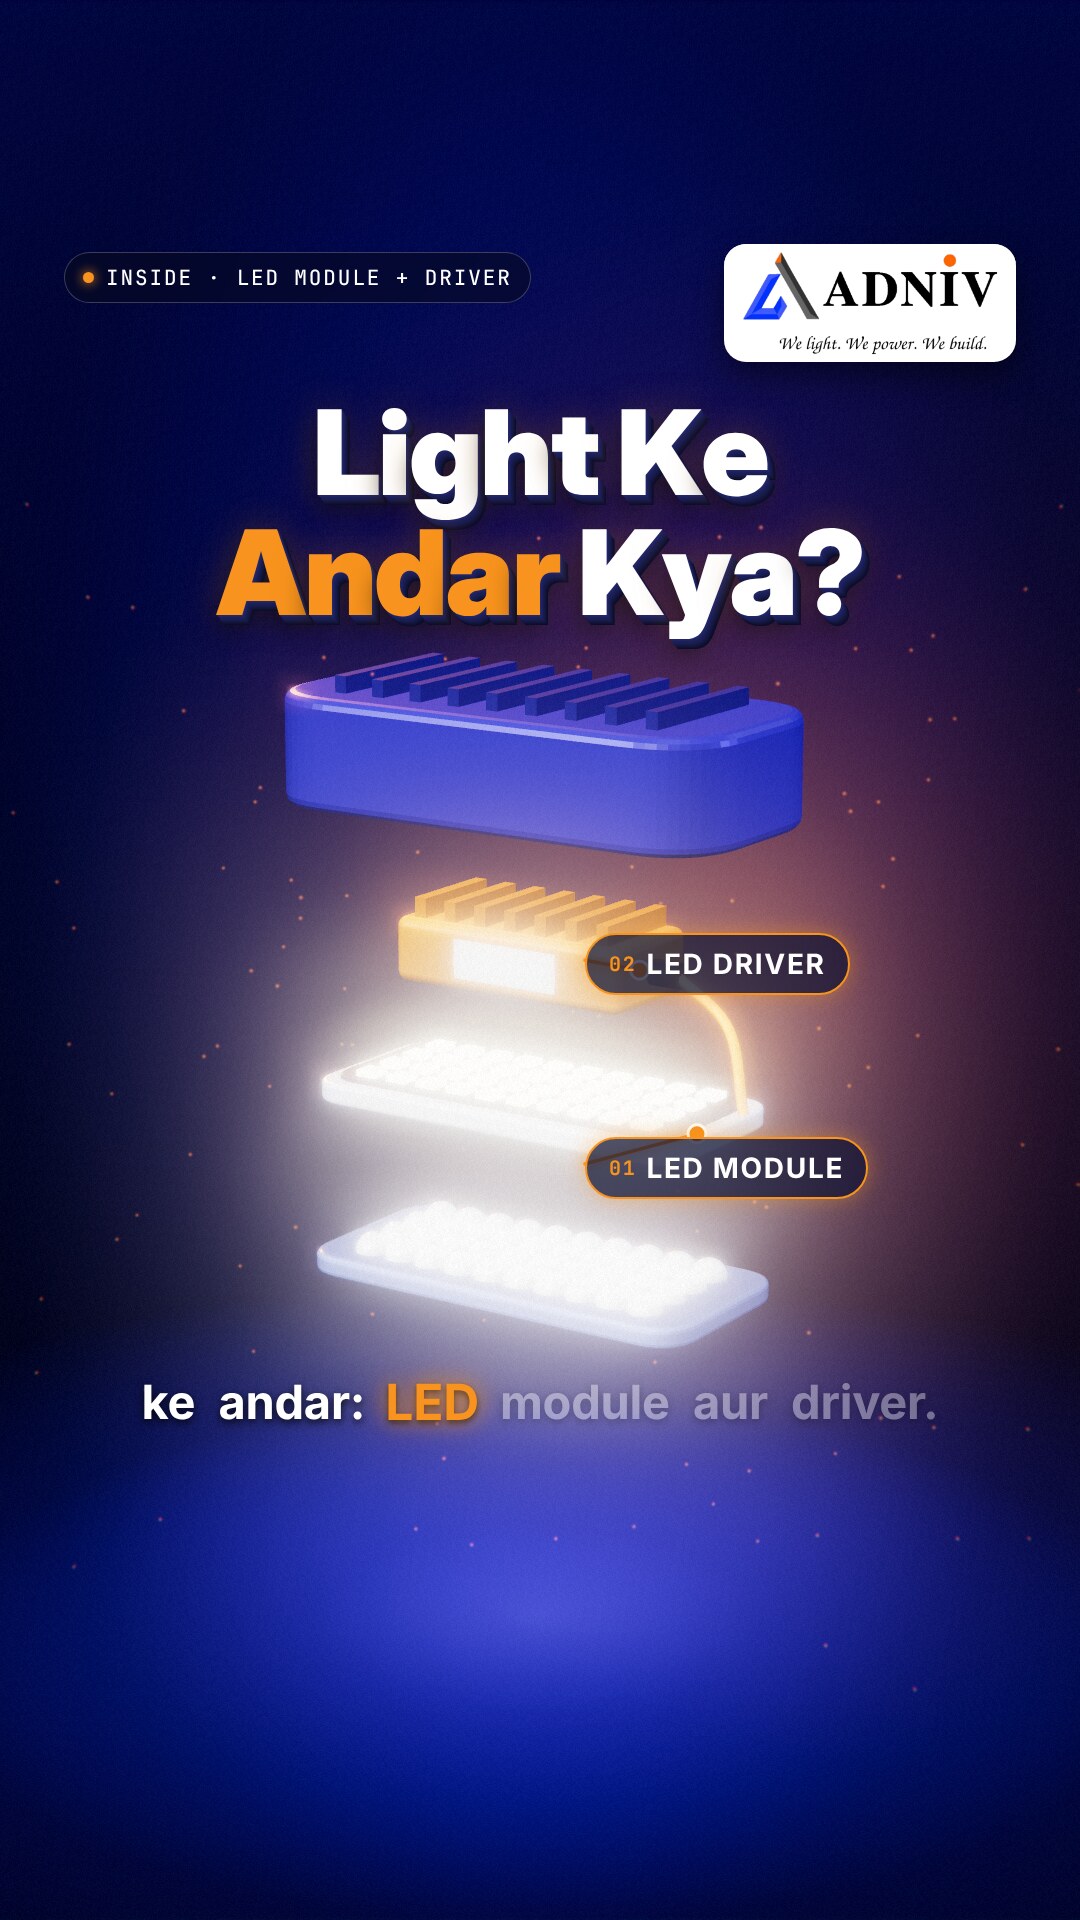 INSIDE · LED MODULE + DRIVER
ADNIV
We light. We power. We build.
Light Ke
Andar Kya?
02 LED DRIVER
01 LED MODULE
ke andar: LED module aur driver.